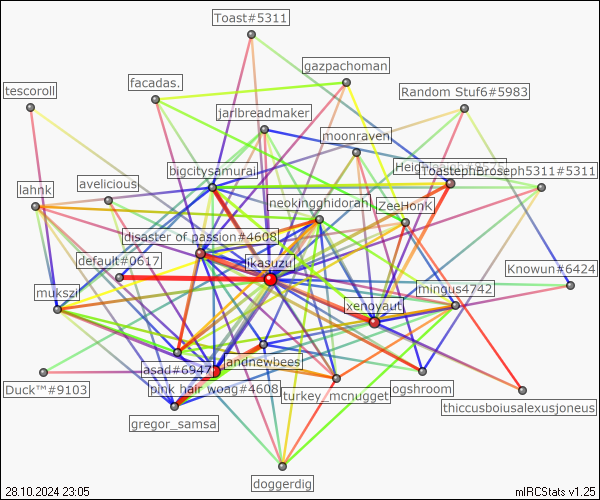 Toast#5311
gazpachoman
facadas.
Random Stuf6#5983
tescoroll
jarlbreadmaker
moonraven
bigcitysamurai
ToastephBroseph5311#5311
avelicious
lahnk
neokingghidorah
ZeeHonK
disaster of passion#4608
default#0617
ikasuzu
Knowun#6424
mukszi
mingus4742
xenoyaut
andnewbees
asad#6947
pink hair woag#4608
ogshroom
Duck™#9103
turkey_mcnugget
thiccusboiusalexusjoneus
gregor_samsa
doggerdig
28.10.2024 23:05
mIRCStats v1.25